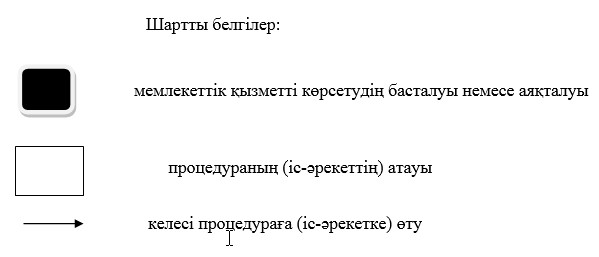 Шартты белгілер:
мемлекеттік қызметті көрсетудің басталуы немесе аяқталуы
процедураның (іс-әрекеттің) атауы
келесі процедураға (іс-әрекетке) өту